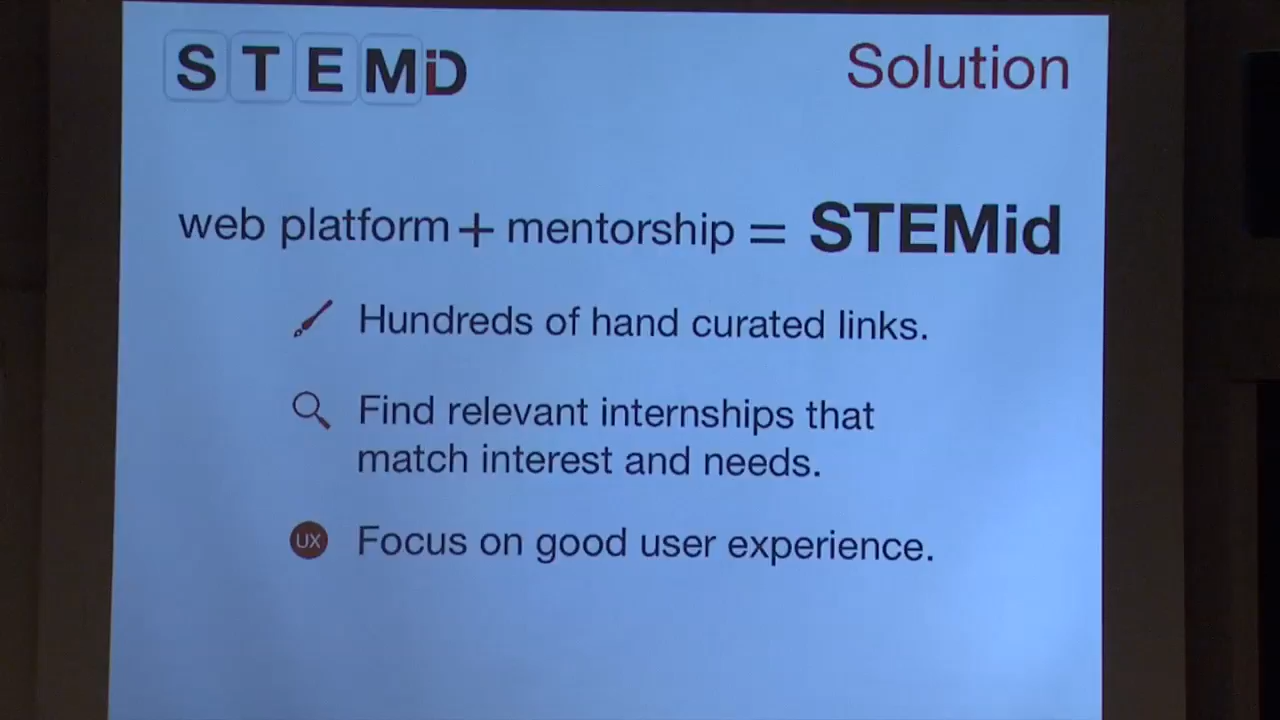 STEMiD
Solution
web platform + mentorship = STEMid
Hundreds of hand curated links.
Find relevant internships that
match interest and needs.
UX Focus on good user experience.